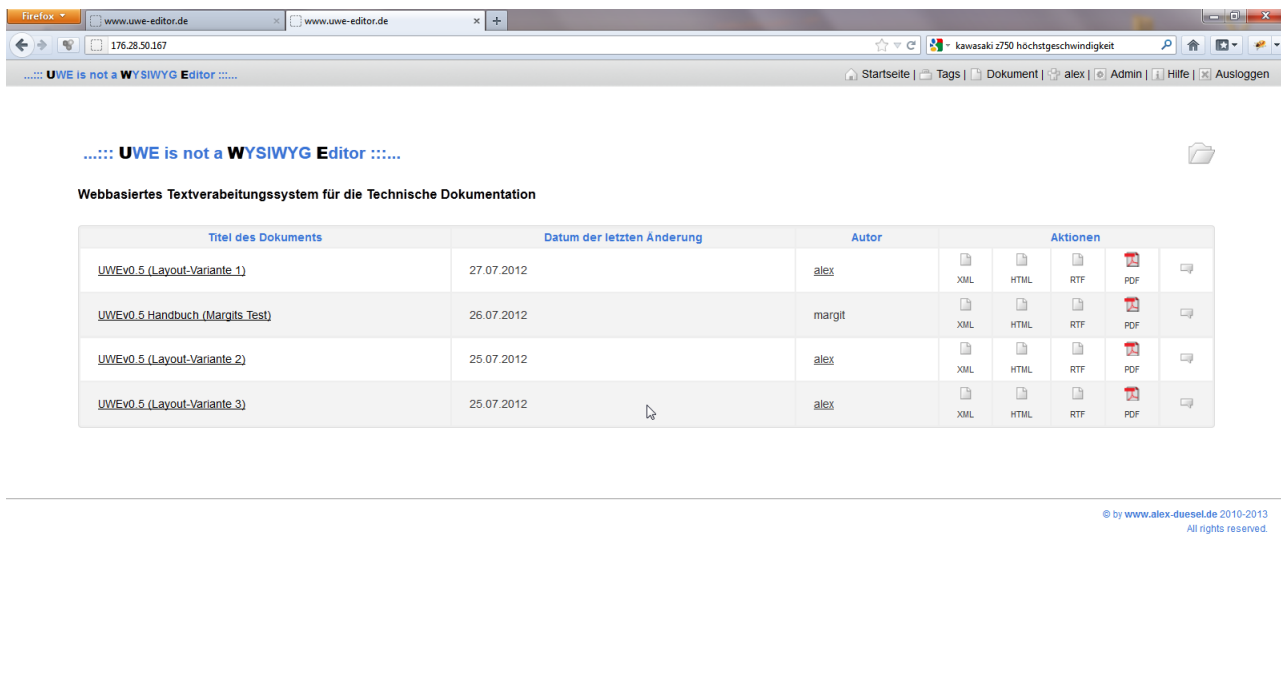 Firefox
www.uwe-editor.de
www.uwe-editor.de
176.28.50.167
kawasaki z750 höchstgeschwindigkeit
...::: UWE is not a WYSIWYG Editor :::...
Startseite | Tags | Dokument | alex | Admin | Hilfe | Ausloggen
...::: UWE is not a WYSIWYG Editor :::...
Webbasiertes Textverabeitungssystem für die Technische Dokumentation
Titel des Dokuments Datum der letzten Änderung Autor Aktionen
UWEv0.5 (Layout-Variante 1) 27.07.2012 alex XML HTML RTF PDF
UWEv0.5 Handbuch (Margits Test) 26.07.2012 margit XML HTML RTF PDF
UWEv0.5 (Layout-Variante 2) 25.07.2012 alex XML HTML RTF PDF
UWEv0.5 (Layout-Variante 3) 25.07.2012 alex XML HTML RTF PDF
© by www.alex-duesel.de 2010-2013
All rights reserved.